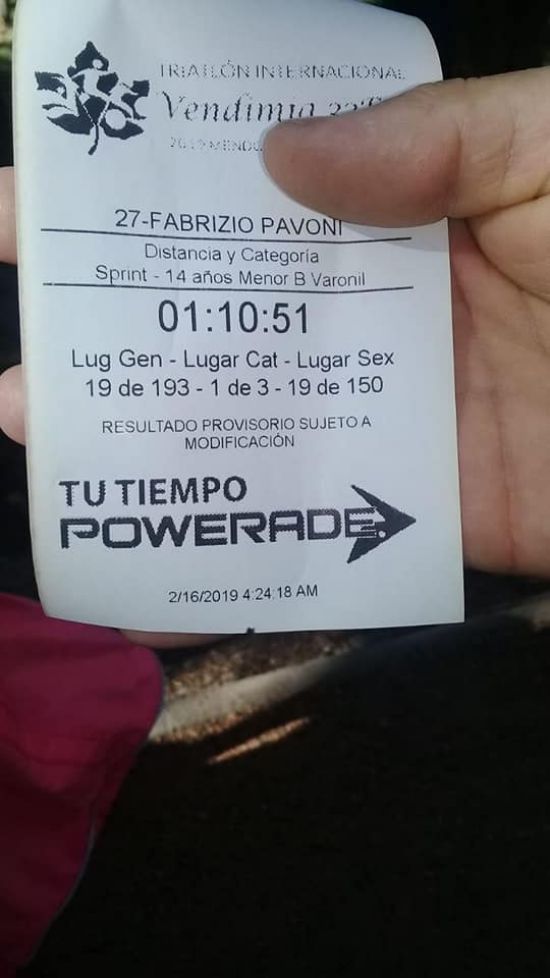 TRIATLÓN INTERNACIONAL
Vendimia
2019
27-FABRIZIO PAVONI
Distancia y Categoría
Sprint - 14 años Menor B Varonil
01:10:51
Lug Gen - Lugar Cat - Lugar Sex
19 de 193 - 1 de 3 - 19 de 150
RESULTADO PROVISORIO SUJETO A
MODIFICACIÓN
TU TIEMPO
POWERADE
2/16/2019 4:24:18 AM